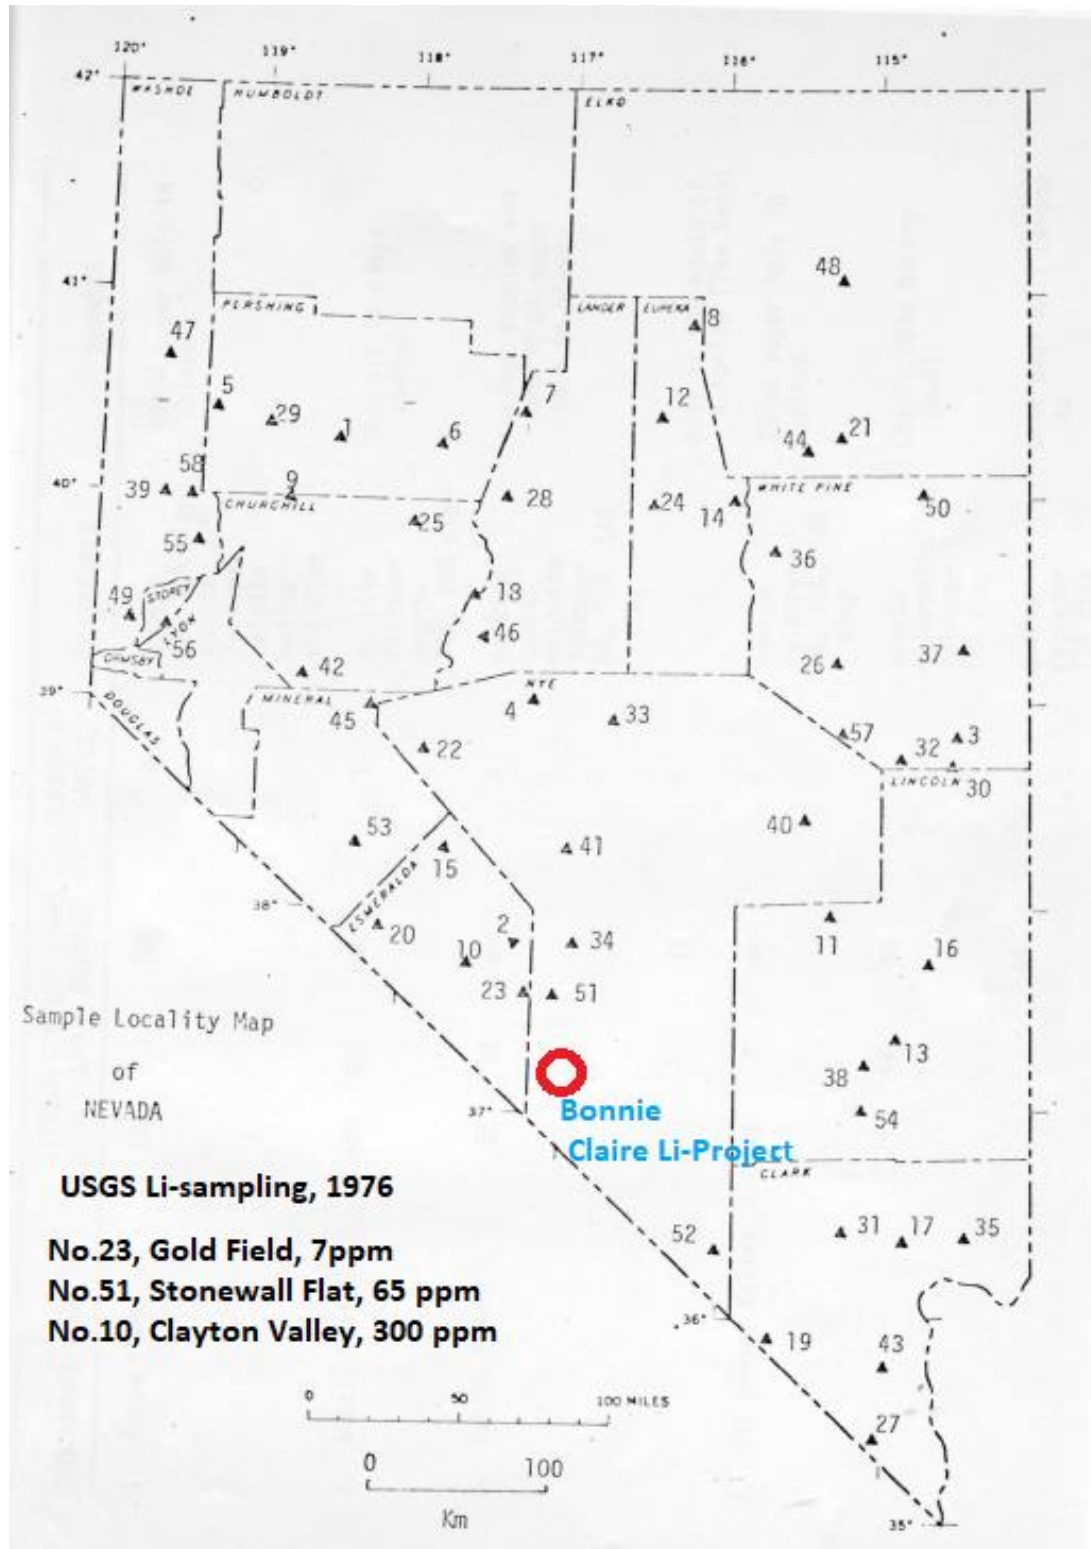 120° 119° 118° 117° 116° 115°
42°
WASHOE HUMBOLDT ELKO
48
41°
PERSHING LANDER EUREKA
8
47
5 7 12
29 1 6 44 21
58 9
40° 39 28 WHITE PINE
CHURCHILL 25 24 14 50
55 36
18
49 STOREY
LYON 46
56
ORMSBY 42 26 37
39° MINERAL NYE
DOUGLAS 45 4 33
22 57 32 3
LINCOLN 30
53 40
15 41
ESMERALDA
38°
20 2 34 11 16
10
23 51
Sample Locality Map
of
NEVADA
13
38
37° 54
Bonnie
Claire Li-Project
CLARK
USGS Li-sampling, 1976
31 17 35
52
No.23, Gold Field, 7ppm
No.51, Stonewall Flat, 65 ppm
No.10, Clayton Valley, 300 ppm
36°
19 43
0 50 100 MILES
27
0 100
Km
35°